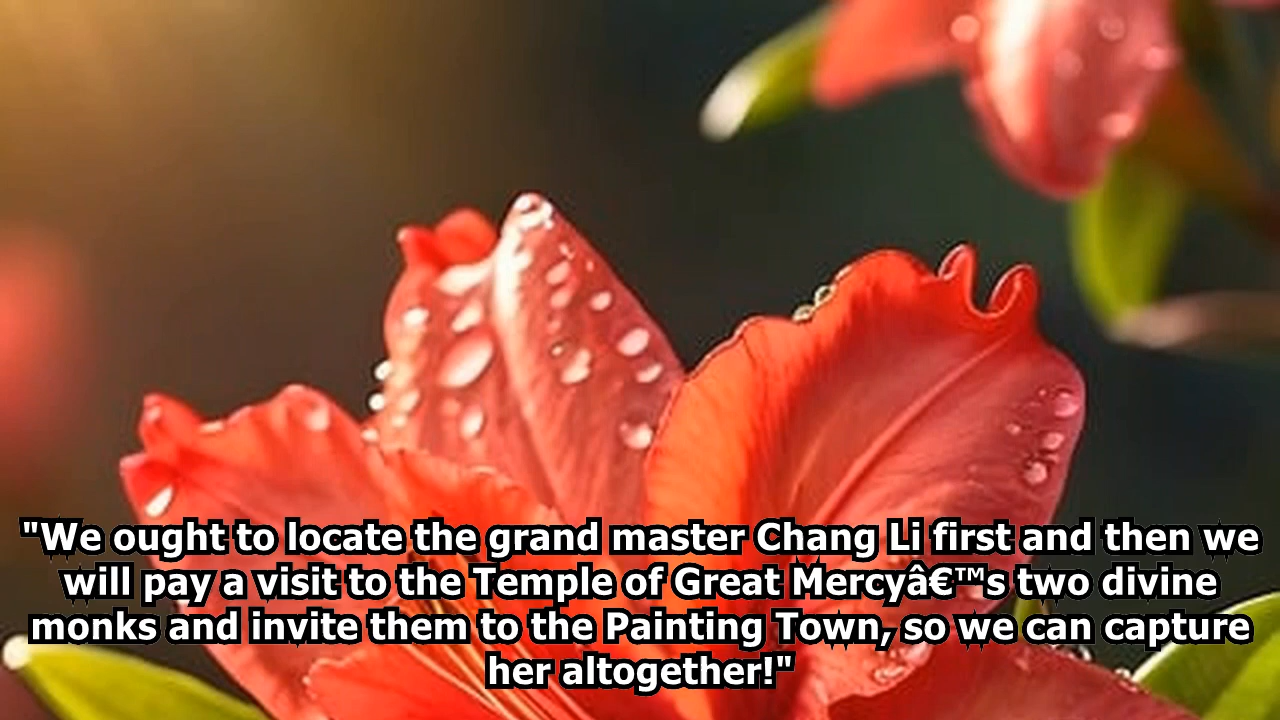 "We ought to locate the grand master Chang Li first and then we
will pay a visit to the Temple of Great Mercyâ€™s two divine
monks and invite them to the Painting Town, so we can capture
her altogether!"